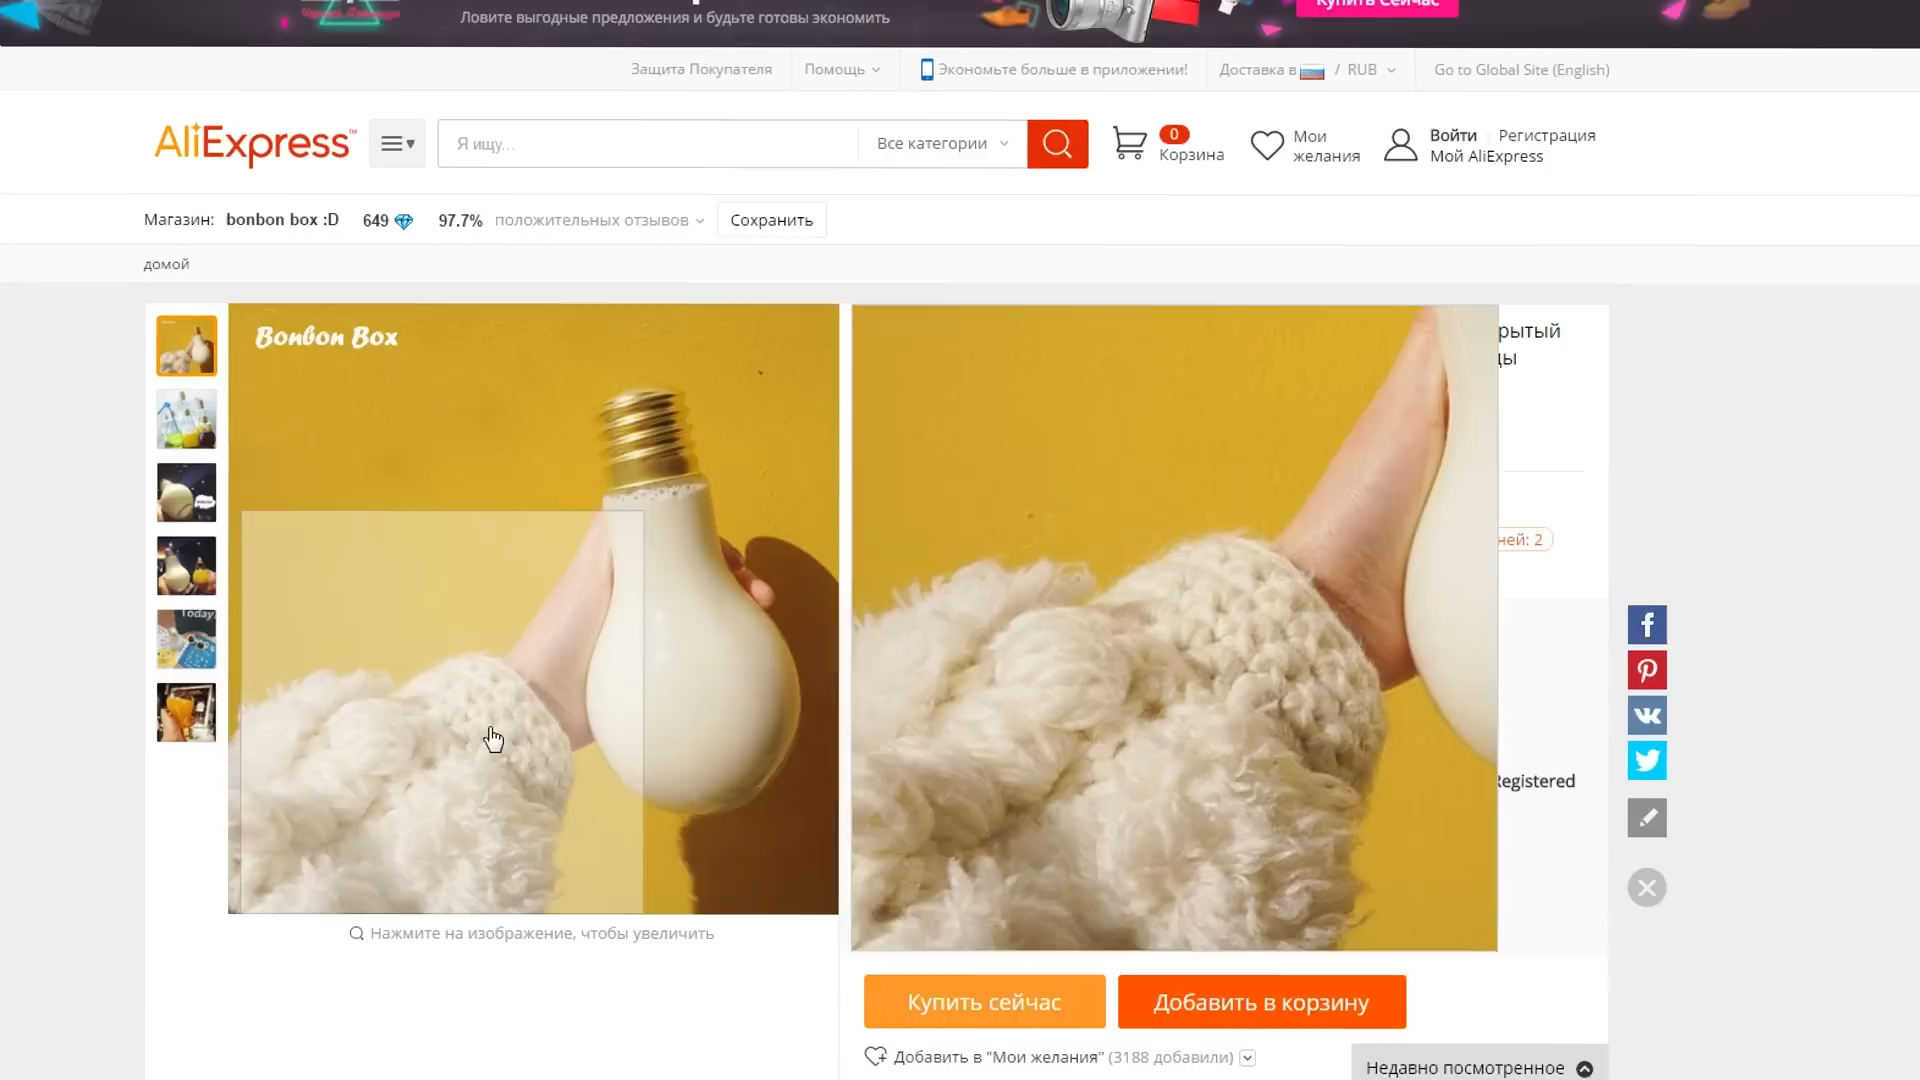 Ловите выгодные предложения и будьте готовы экономить
Купить Сейчас
Защита Покупателя
Помощь
Экономьте больше в приложении!
Доставка в / RUB
Go to Global Site (English)
AliExpress™
Я ищу...
Все категории
0
Корзина
Мои
желания
Войти
Регистрация
Мой AliExpress
Магазин: bonbon box :D 649 97.7% положительных отзывов
Сохранить
домой
Bonbon Box
Today
рытый
ней: 2
Registered
Нажмите на изображение, чтобы увеличить
Купить сейчас
Добавить в корзину
Добавить в "Мои желания" (3188 добавили)
Недавно посмотренное